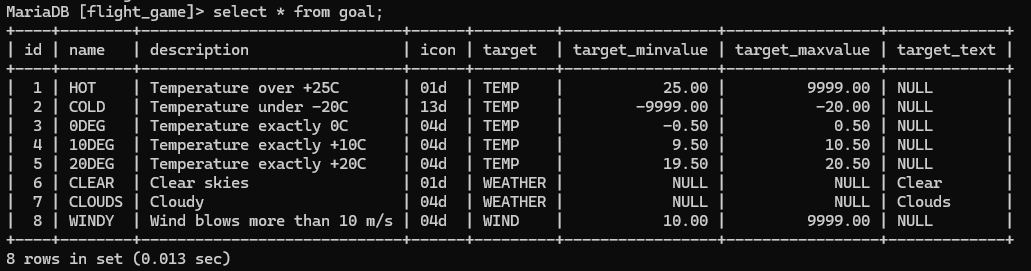 MariaDB [flight_game]> select * from goal;
+----+--------+------------------------------+------+---------+-----------------+-----------------+-------------+
| id | name   | description                  | icon | target  | target_minvalue | target_maxvalue | target_text |
+----+--------+------------------------------+------+---------+-----------------+-----------------+-------------+
|  1 | HOT    | Temperature over +25C        | 01d  | TEMP    |           25.00 |         9999.00 | NULL        |
|  2 | COLD   | Temperature under -20C       | 13d  | TEMP    |        -9999.00 |          -20.00 | NULL        |
|  3 | 0DEG   | Temperature exactly 0C       | 04d  | TEMP    |           -0.50 |            0.50 | NULL        |
|  4 | 10DEG  | Temperature exactly +10C     | 04d  | TEMP    |            9.50 |           10.50 | NULL        |
|  5 | 20DEG  | Temperature exactly +20C     | 04d  | TEMP    |           19.50 |           20.50 | NULL        |
|  6 | CLEAR  | Clear skies                  | 01d  | WEATHER |            NULL |            NULL | Clear       |
|  7 | CLOUDS | Cloudy                       | 04d  | WEATHER |            NULL |            NULL | Clouds      |
|  8 | WINDY  | Wind blows more than 10 m/s  | 04d  | WIND    |           10.00 |         9999.00 | NULL        |
+----+--------+------------------------------+------+---------+-----------------+-----------------+-------------+
8 rows in set (0.013 sec)